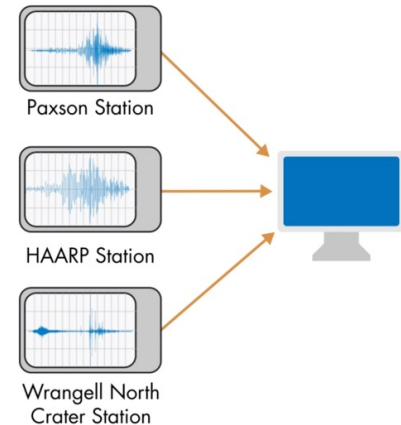 Paxson Station
HAARP Station
Wrangell North
Crater Station